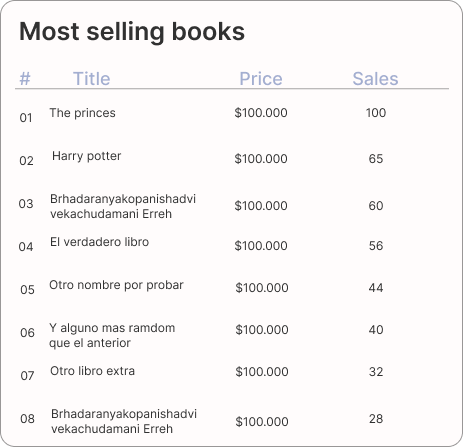 Most selling books
# Title Price Sales
01 The princes $100.000 100
02 Harry potter $100.000 65
03 Brhadaranyakopanishadvi
vekachudamani Erreh $100.000 60
04 El verdadero libro $100.000 56
05 Otro nombre por probar $100.000 44
06 Y alguno mas ramdom
que el anterior $100.000 40
07 Otro libro extra $100.000 32
08 Brhadaranyakopanishadvi
vekachudamani Erreh $100.000 28